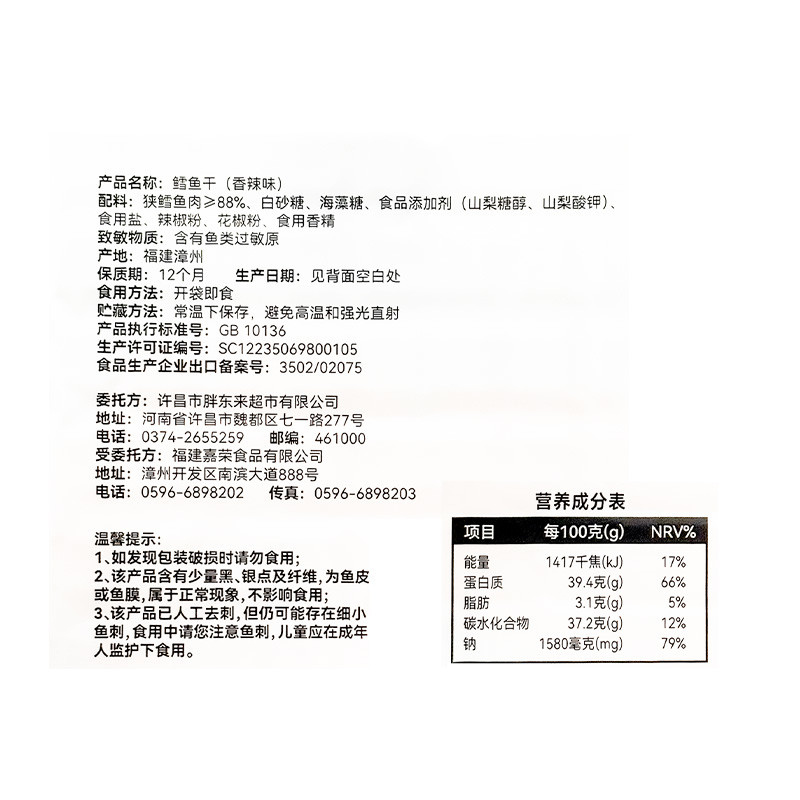 产品名称：鳕鱼干（香辣味）
配料：狭鳕鱼肉≥88%、白砂糖、海藻糖、食品添加剂（山梨糖醇、山梨酸钾）、
食用盐、辣椒粉、花椒粉、食用香精
致敏物质：含有鱼类过敏原
产地：福建漳州
保质期：12个月 生产日期：见背面空白处
食用方法：开袋即食
贮藏方法：常温下保存，避免高温和强光直射
产品执行标准号：GB 10136
生产许可证编号：SC12235069800105
食品生产企业出口备案号：3502/02075
委托方：许昌市胖东来超市有限公司
地址：河南省许昌市魏都区七一路277号
电话：0374-2655259 邮编：461000
受委托方：福建嘉荣食品有限公司
地址：漳州开发区南滨大道888号
电话：0596-6898202 传真：0596-6898203
温馨提示：
1、如发现包装破损时请勿食用；
2、该产品含有少量黑、银点及纤维，为鱼皮
或鱼膜，属于正常现象，不影响食用；
3、该产品已人工去刺，但仍可能存在细小
鱼刺，食用中请您注意鱼刺，儿童应在成年
人监护下食用。
营养成分表
项目 每100克(g) NRV%
能量 1417千焦(kJ) 17%
蛋白质 39.4克(g) 66%
脂肪 3.1克(g) 5%
碳水化合物 37.2克(g) 12%
钠 1580毫克(mg) 79%